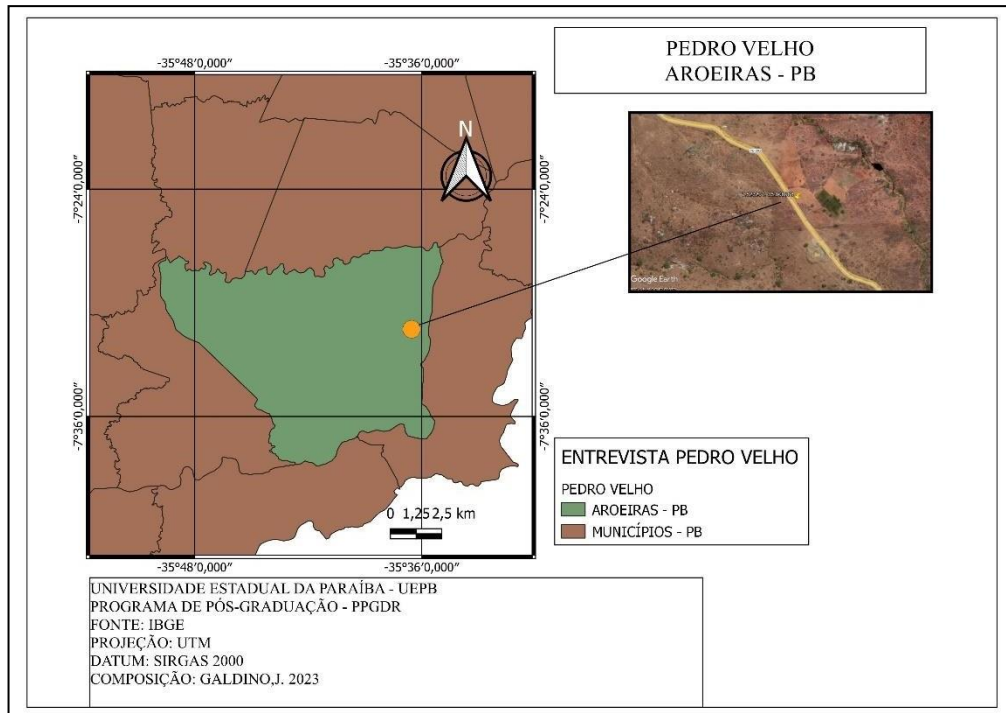 PEDRO VELHO
AROEIRAS - PB
-35°48'0,000"
-35°36'0,000"
N
-7°24'0,000"
-7°24'0,000"
Google Earth
-7°36'0,000"
-7°36'0,000"
0 1,25 2,5 km
-35°48'0,000"
-35°36'0,000"
ENTREVISTA PEDRO VELHO
PEDRO VELHO
AROEIRAS - PB
MUNICÍPIOS - PB
UNIVERSIDADE ESTADUAL DA PARAÍBA - UEPB
PROGRAMA DE PÓS-GRADUAÇÃO - PPGDR
FONTE: IBGE
PROJEÇÃO: UTM
DATUM: SIRGAS 2000
COMPOSIÇÃO: GALDINO,J. 2023